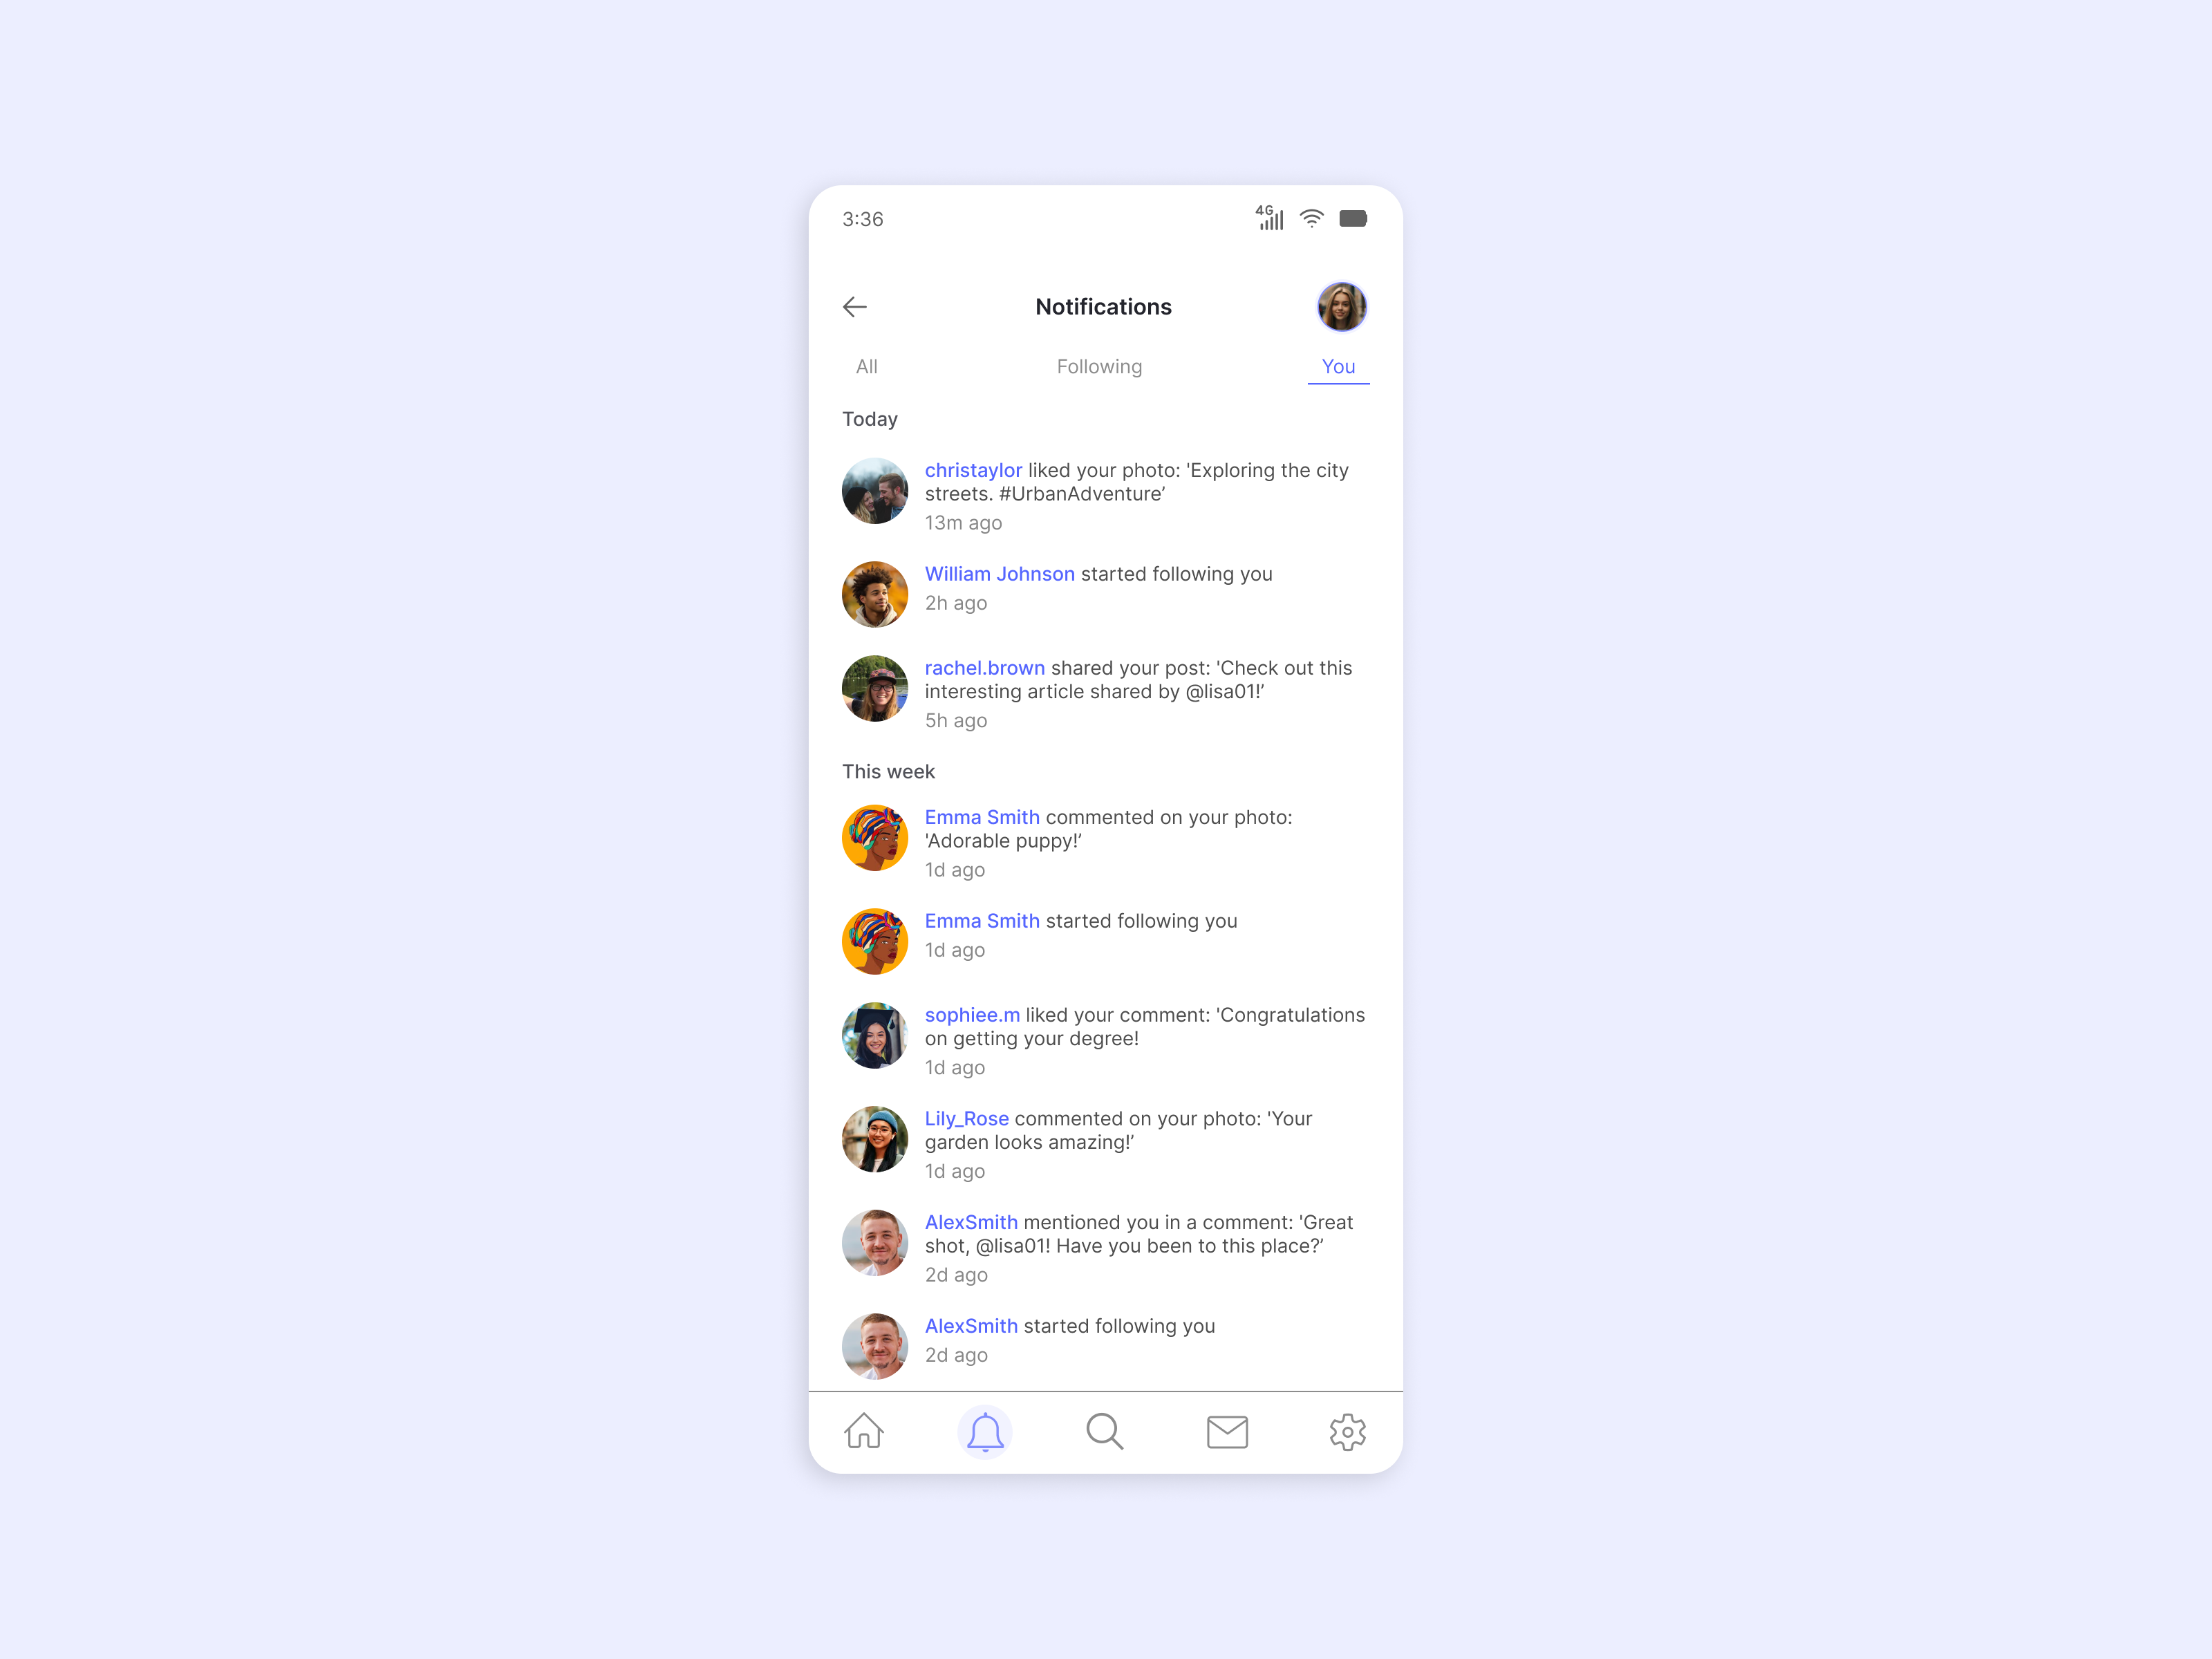 3:36
4G
Notifications
All
Following
You
Today
christaylor liked your photo: 'Exploring the city
streets. #UrbanAdventure’
13m ago
William Johnson started following you
2h ago
rachel.brown shared your post: 'Check out this
interesting article shared by @lisa01!’
5h ago
This week
Emma Smith commented on your photo:
'Adorable puppy!’
1d ago
Emma Smith started following you
1d ago
sophiee.m liked your comment: 'Congratulations
on getting your degree!
1d ago
Lily_Rose commented on your photo: 'Your
garden looks amazing!’
1d ago
AlexSmith mentioned you in a comment: 'Great
shot, @lisa01! Have you been to this place?’
2d ago
AlexSmith started following you
2d ago